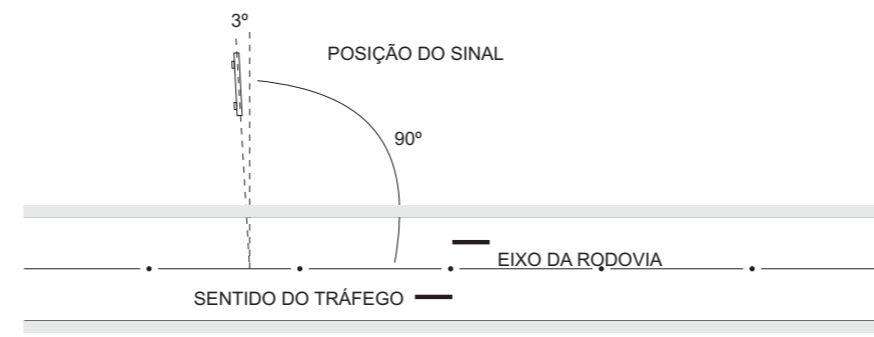 3º
POSIÇÃO DO SINAL
90º
EIXO DA RODOVIA
SENTIDO DO TRÁFEGO